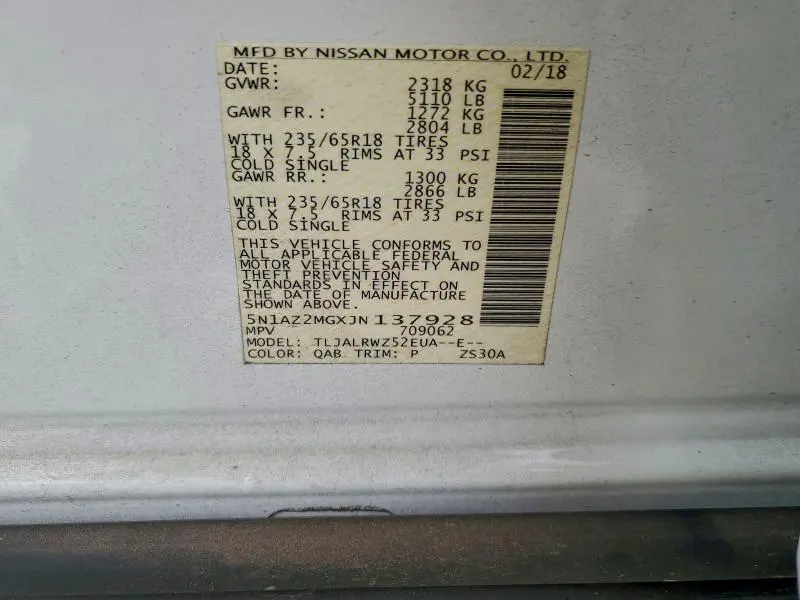 MFD BY NISSAN MOTOR CO., LTD.
DATE: 02/18
GVWR: 2318 KG
5110 LB
GAWR FR.: 1272 KG
2804 LB
WITH 235/65R18 TIRES
18 X 7.5 RIMS AT 33 PSI
COLD SINGLE
GAWR RR.: 1300 KG
2866 LB
WITH 235/65R18 TIRES
18 X 7.5 RIMS AT 33 PSI
COLD SINGLE
THIS VEHICLE CONFORMS TO
ALL APPLICABLE FEDERAL
MOTOR VEHICLE SAFETY AND
THEFT PREVENTION
STANDARDS IN EFFECT ON
THE DATE OF MANUFACTURE
SHOWN ABOVE.
5N1AZ2MGXJN 137928
MPV 709062
MODEL: TLJALRWZ52EUA--E--
COLOR: QAB TRIM: P ZS30A